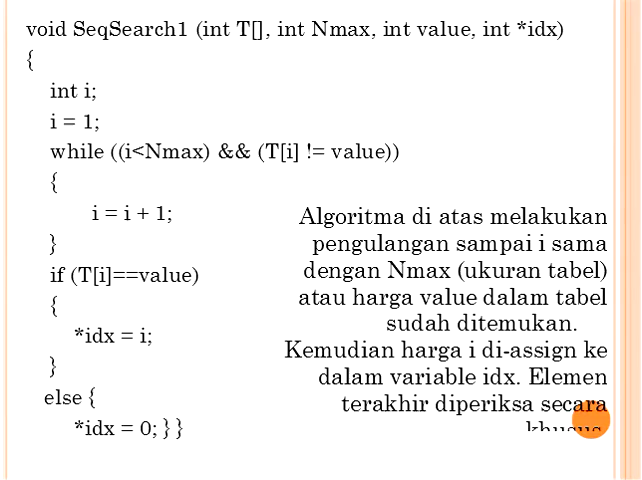 void SeqSearch1 (int T[], int Nmax, int value, int *idx)
{
int i;
i = 1;
while ((i<Nmax) && (T[i] != value))
{
i = i + 1;
}
if (T[i]==value)
{
*idx = i;
}
else {
*idx = 0; } }
Algoritma di atas melakukan
pengulangan sampai i sama
dengan Nmax (ukuran tabel)
atau harga value dalam tabel
sudah ditemukan.
Kemudian harga i di-assign ke
dalam variable idx. Elemen
terakhir diperiksa secara
khusus.